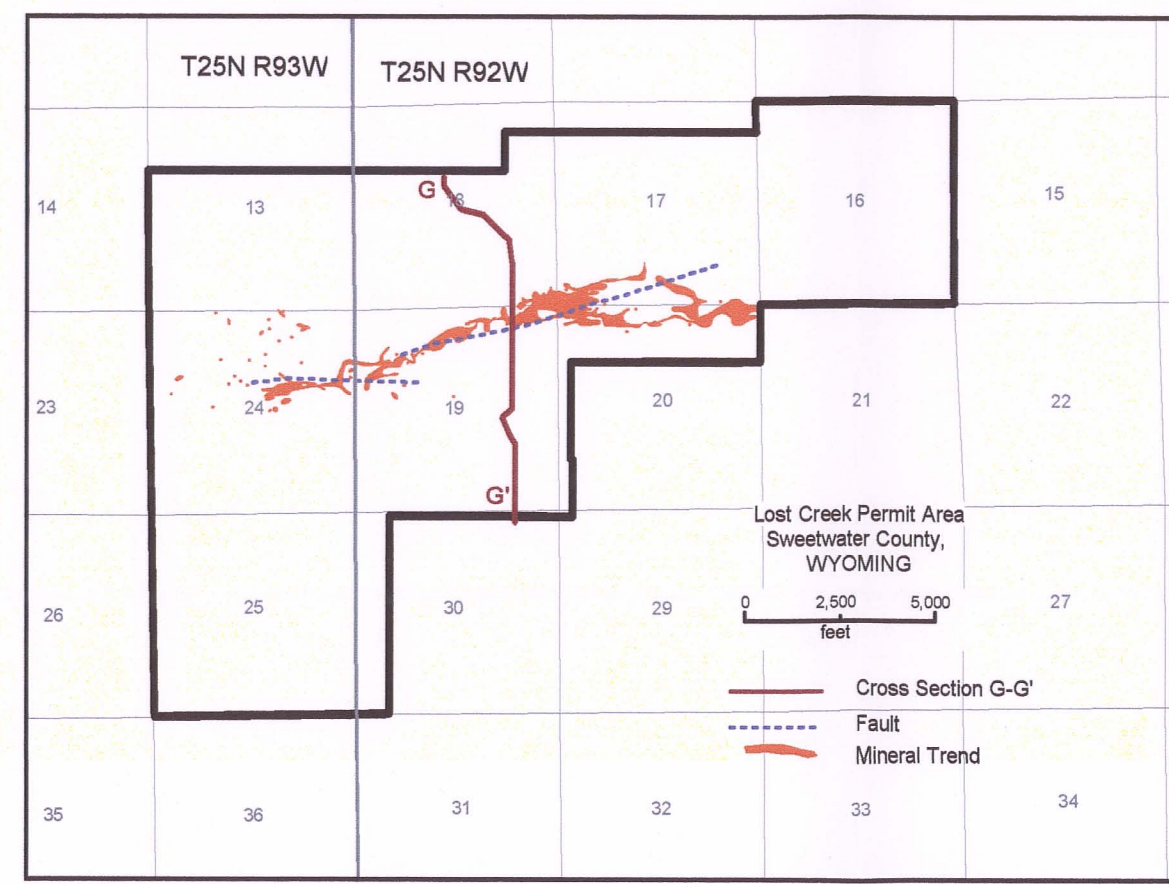 T25N R93W
T25N R92W
14
13
G
18
17
16
15
23
24
19
20
21
22
G'
Lost Creek Permit Area
Sweetwater County,
WYOMING
0 2,500 5,000
feet
26
25
30
29
27
Cross Section G-G'
Fault
Mineral Trend
35
36
31
32
33
34